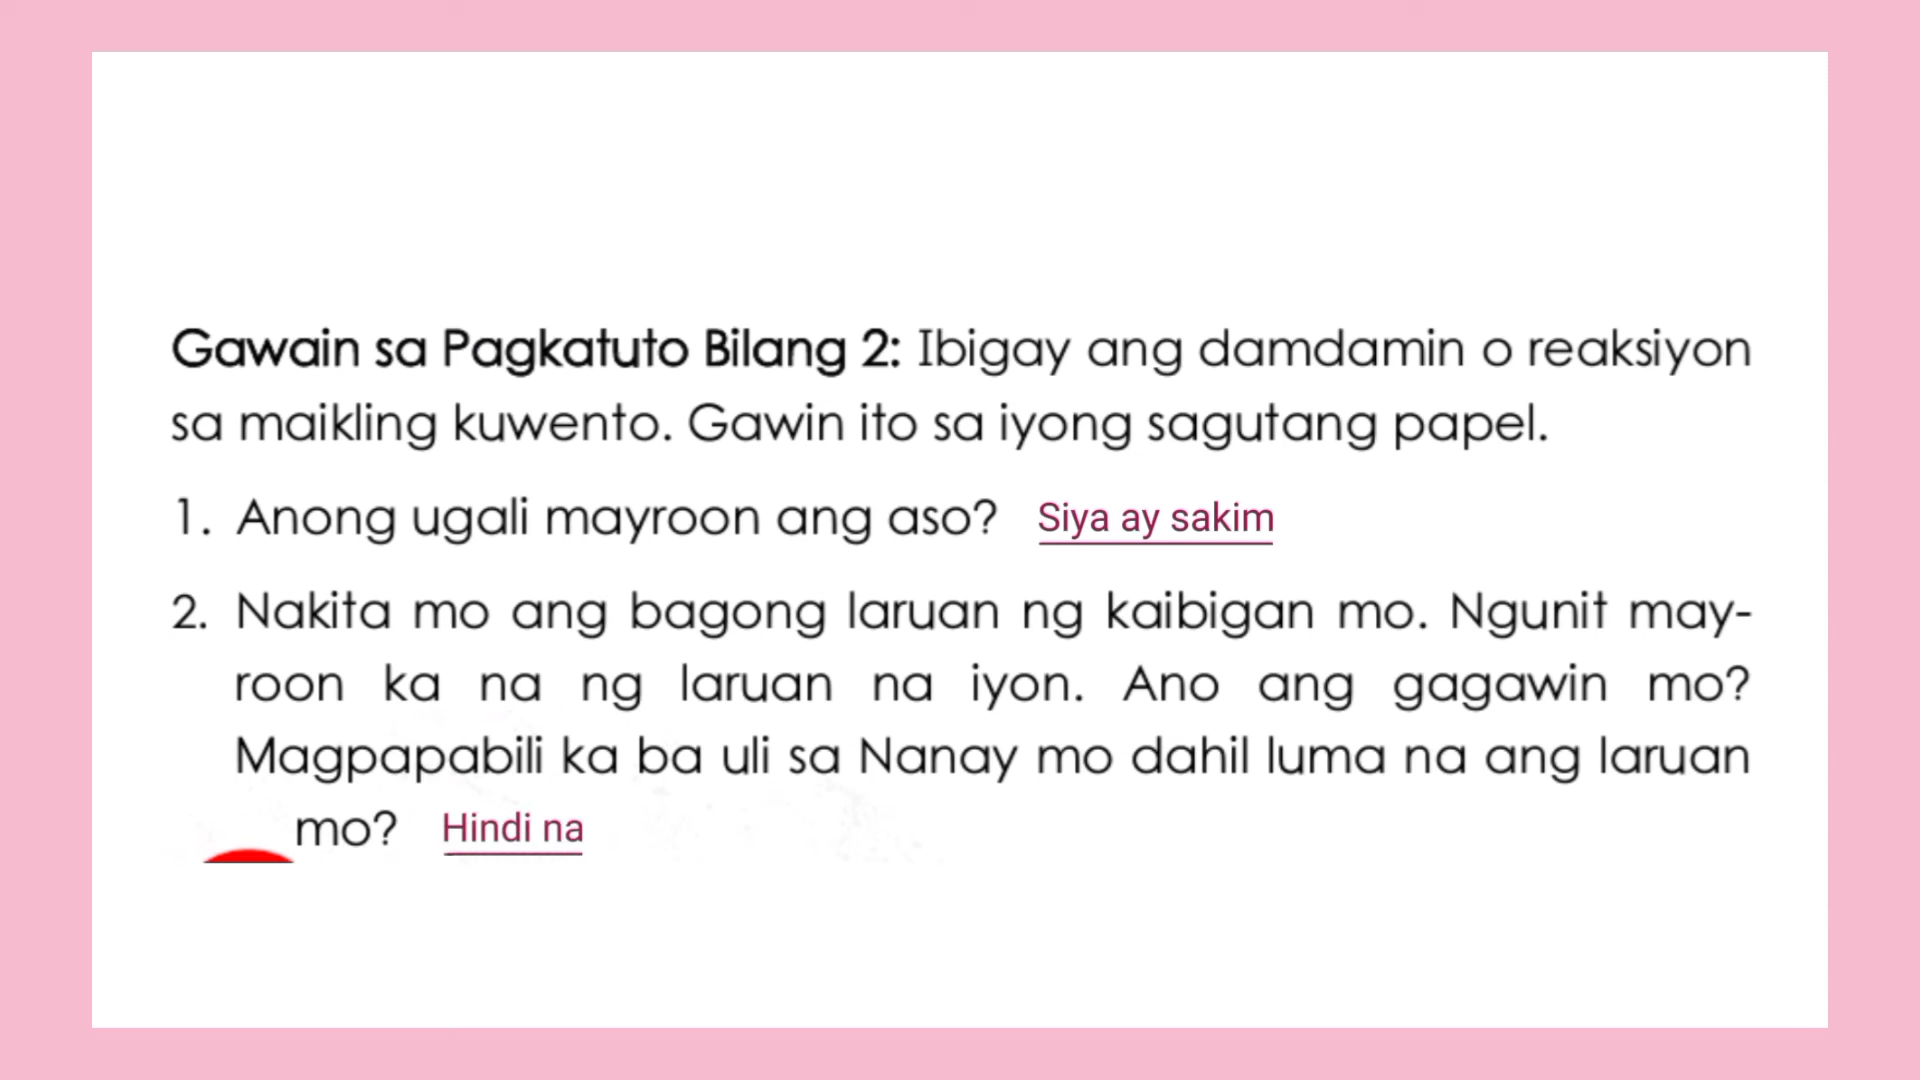 Gawain sa Pagkatuto Bilang 2: Ibigay ang damdamin o reaksiyon
sa maikling kuwento. Gawin ito sa iyong sagutang papel.
1. Anong ugali mayroon ang aso? Siya ay sakim
2. Nakita mo ang bagong laruan ng kaibigan mo. Ngunit may-
roon ka na ng laruan na iyon. Ano ang gagawin mo?
Magpapabili ka ba uli sa Nanay mo dahil luma na ang laruan
mo? Hindi na